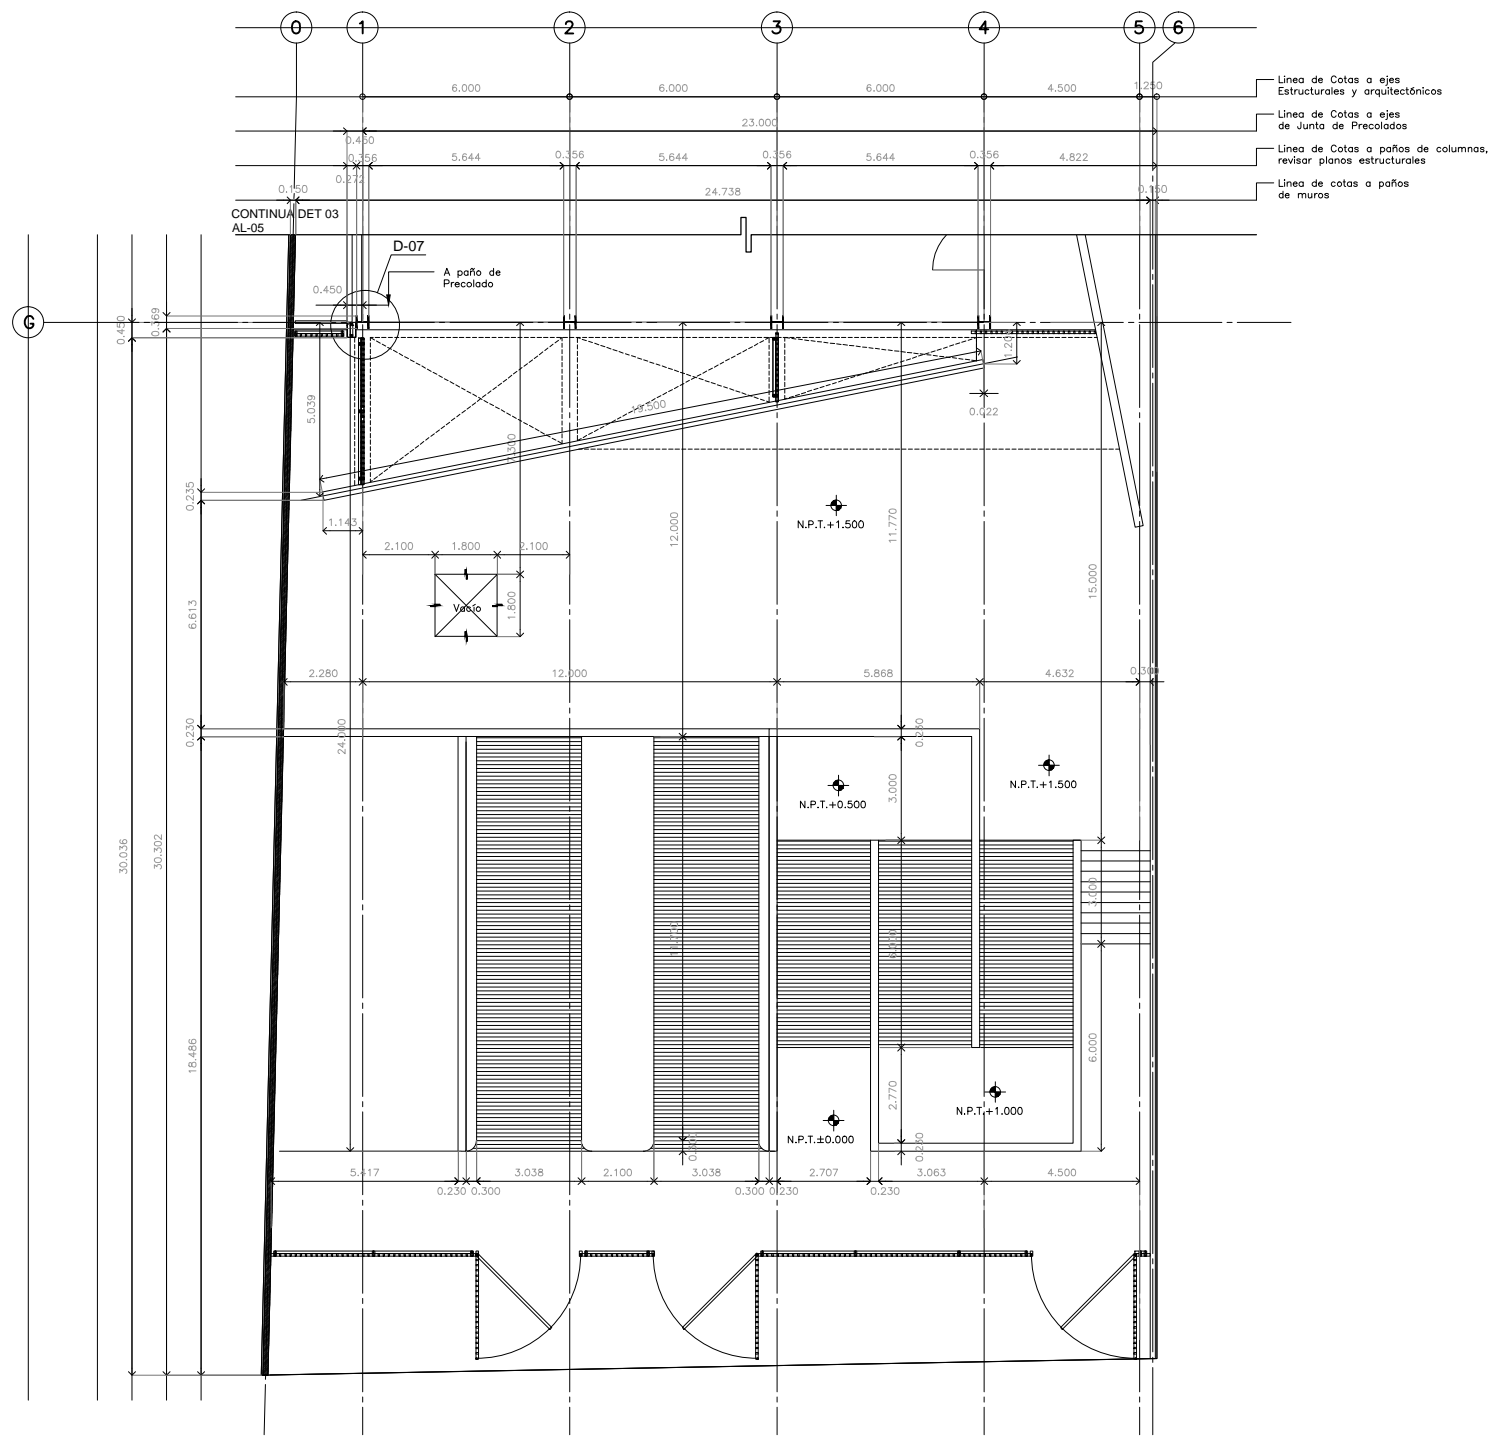 0 1 2 3 4 5 6
6.000 6.000 6.000 4.500 1.250
Linea de Cotas a ejes
Estructurales y arquitectónicos
23.000
Linea de Cotas a ejes
de Junta de Precolados
0.450
0.356 5.644 0.356 5.644 0.356 5.644 0.356 4.822
Linea de Cotas a paños de columnas,
revisar planos estructurales
0.272
0.150 24.738 0.150
Linea de cotas a paños
de muros
CONTINUA DET 03
AL-05
D-07
A paño de
Precolado
0.450
G
0.450 0.369
5.039
19.500
0.022
0.235
1.143
N.P.T.+1.500
12.000 11.770
2.100 1.800 2.100
15.000
Vacío
1.800
6.613
2.280 12.000 5.868 4.632 0.300
0.230 24.000 0.230
N.P.T.+0.500
3.000
N.P.T.+1.500
30.036 30.302
3.000
18.486
6.000
2.770
N.P.T.+1.000
N.P.T.±0.000
0.230
5.417 3.038 2.100 3.038 2.707 3.063 4.500
0.230 0.300 0.300 0.230 0.230